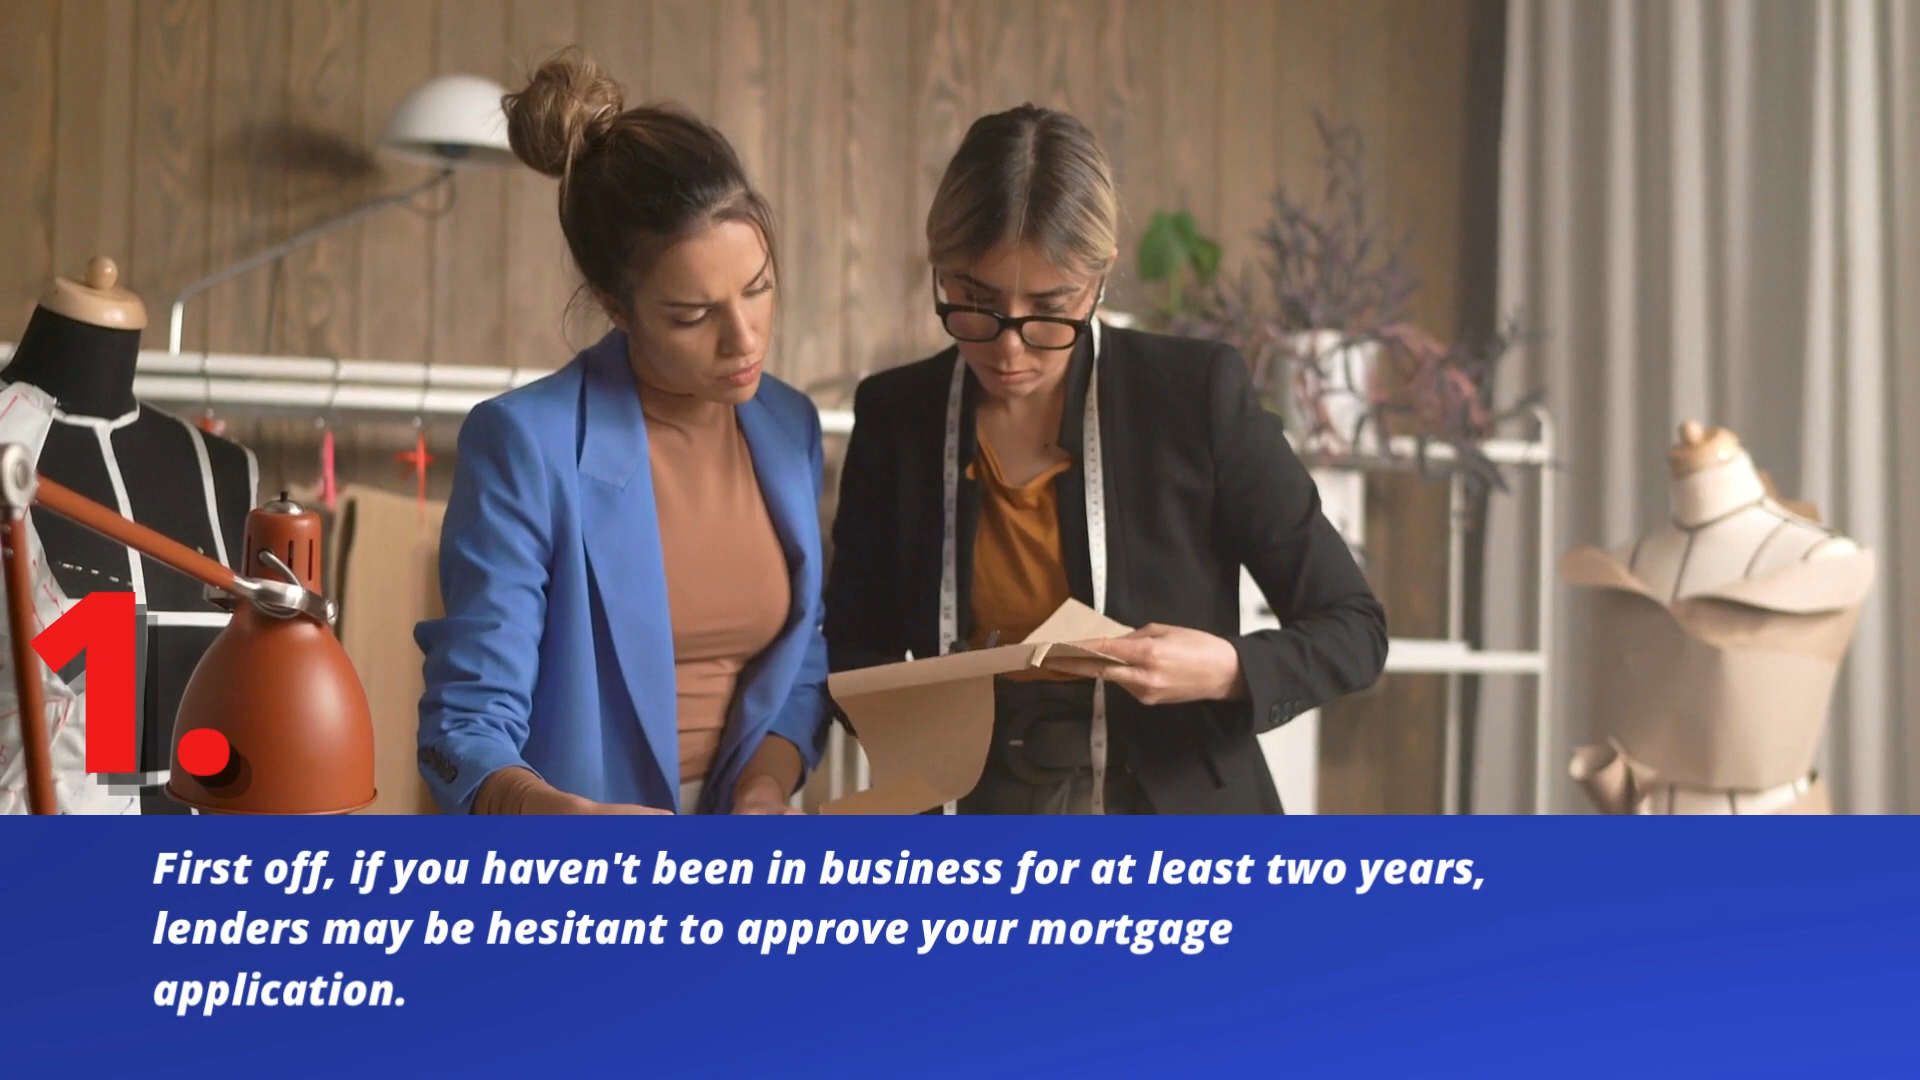 1.
First off, if you haven't been in business for at least two years,
lenders may be hesitant to approve your mortgage
application.